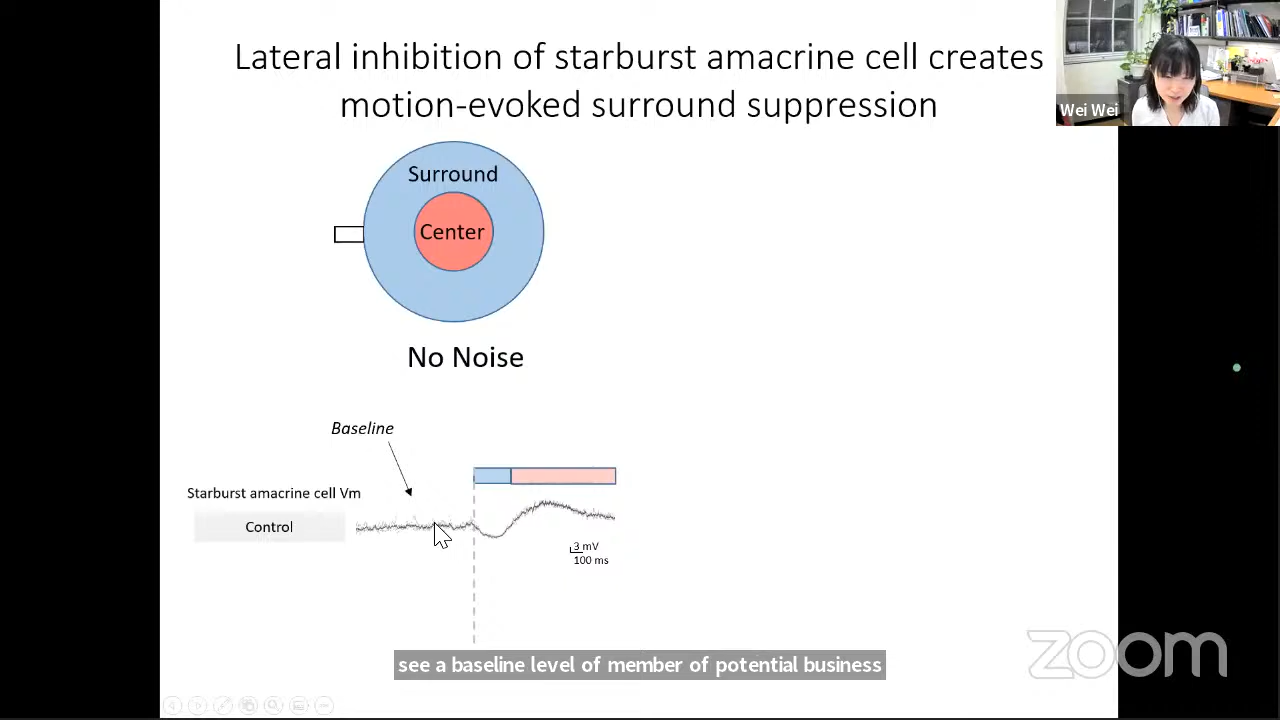 Lateral inhibition of starburst amacrine cell creates
motion-evoked surround suppression
Wei Wei
Surround
Center
No Noise
Baseline
Starburst amacrine cell Vm
Control
3 mV
100 ms
see a baseline level of member of potential business
zoom